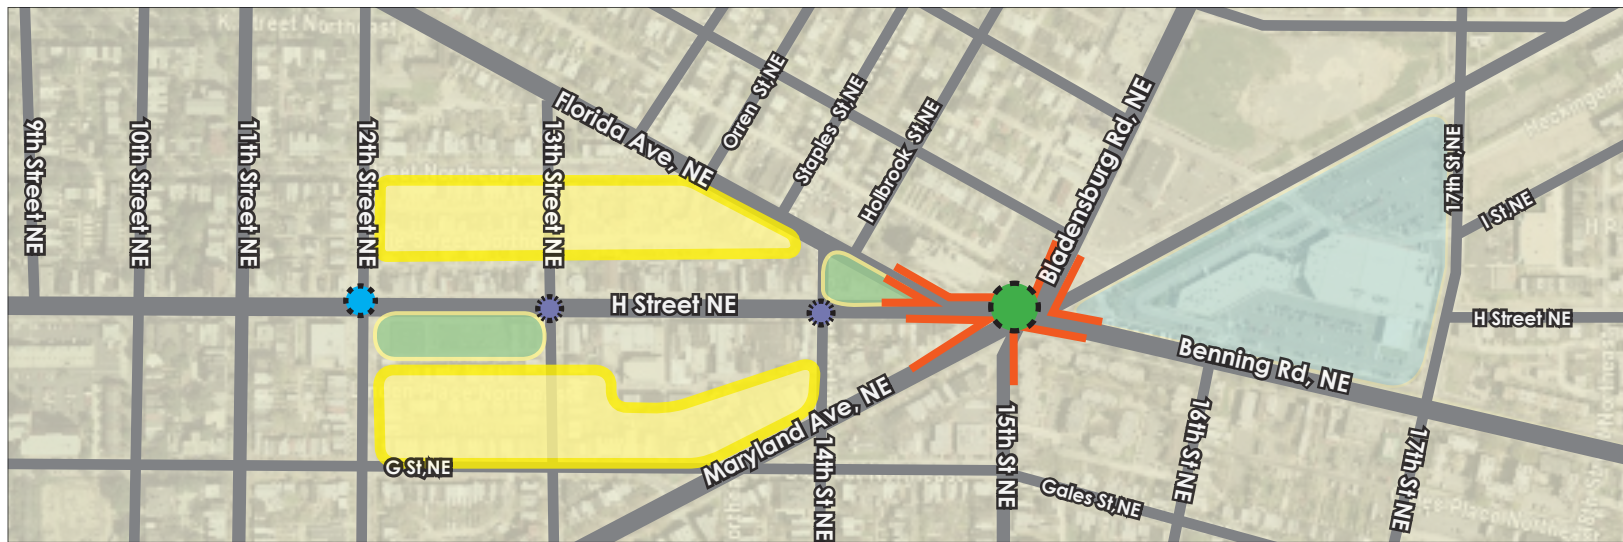 K Street Northeast
9th Street NE
10th Street NE
11th Street NE
12th Street NE
13th Street NE
Florida Ave, NE
Orren St, NE
Staples St, NE
Holbrook St, NE
Bladensburg Rd, NE
17th St, NE
I St, NE
H Street NE
H Street NE
Benning Rd, NE
Maryland Ave, NE
G St, NE
14th St, NE
15th St NE
Gales St, NE
16th St NE
17th St NE